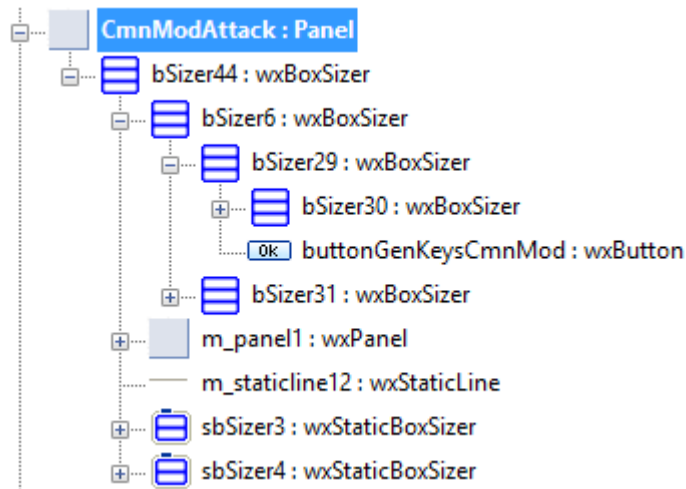 CmnModAttack : Panel
bSizer44 : wxBoxSizer
bSizer6 : wxBoxSizer
bSizer29 : wxBoxSizer
bSizer30 : wxBoxSizer
Ok buttonGenKeysCmnMod : wxButton
bSizer31 : wxBoxSizer
m_panel1 : wxPanel
m_staticline12 : wxStaticLine
sbSizer3 : wxStaticBoxSizer
sbSizer4 : wxStaticBoxSizer